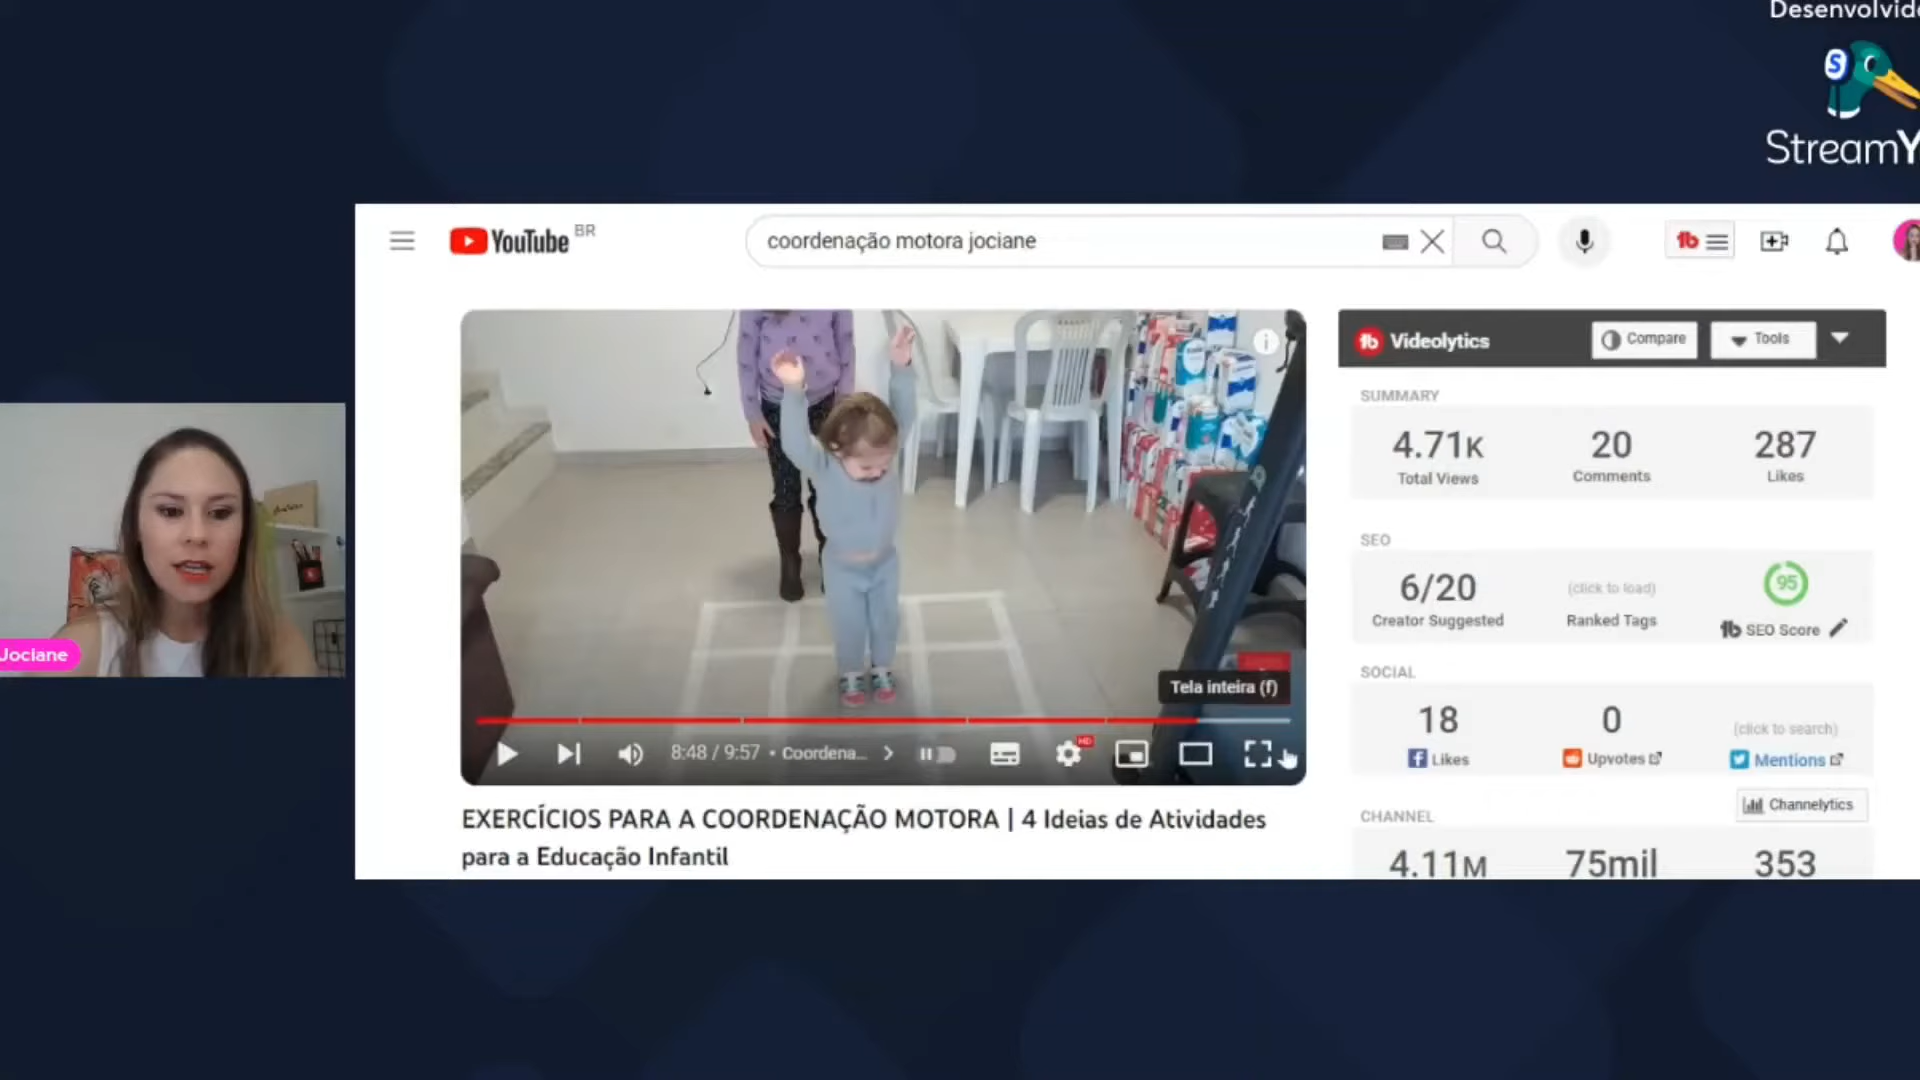 Desenvolvido
StreamY
YouTube BR
coordenação motora jociane
Videolytics
Compare
Tools
SUMMARY
4.71K
20
287
Total Views
Comments
Likes
SEO
6/20
(click to load)
95
Creator Suggested
Ranked Tags
SEO Score
SOCIAL
18
0
(click to search)
Likes
Upvotes
Mentions
CHANNEL
Channelytics
4.11M
75mil
353
Tela inteira (f)
8:48 / 9:57 • Coordena...
HD
EXERCÍCIOS PARA A COORDENAÇÃO MOTORA | 4 Ideias de Atividades
para a Educação Infantil
Jociane